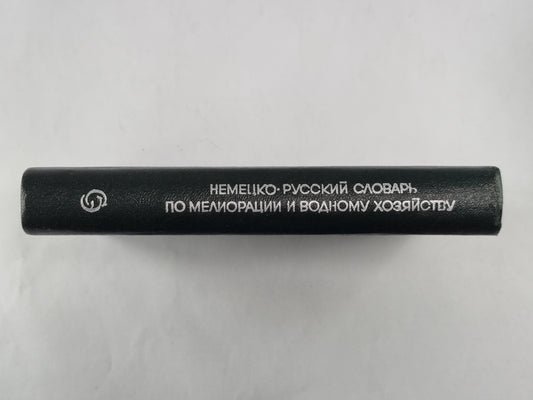 НЕМЕЦКО-РУССКИЙ СЛОВАРЬ
ПО МЕЛИОРАЦИИ И ВОДНОМУ ХОЗЯЙСТВУ